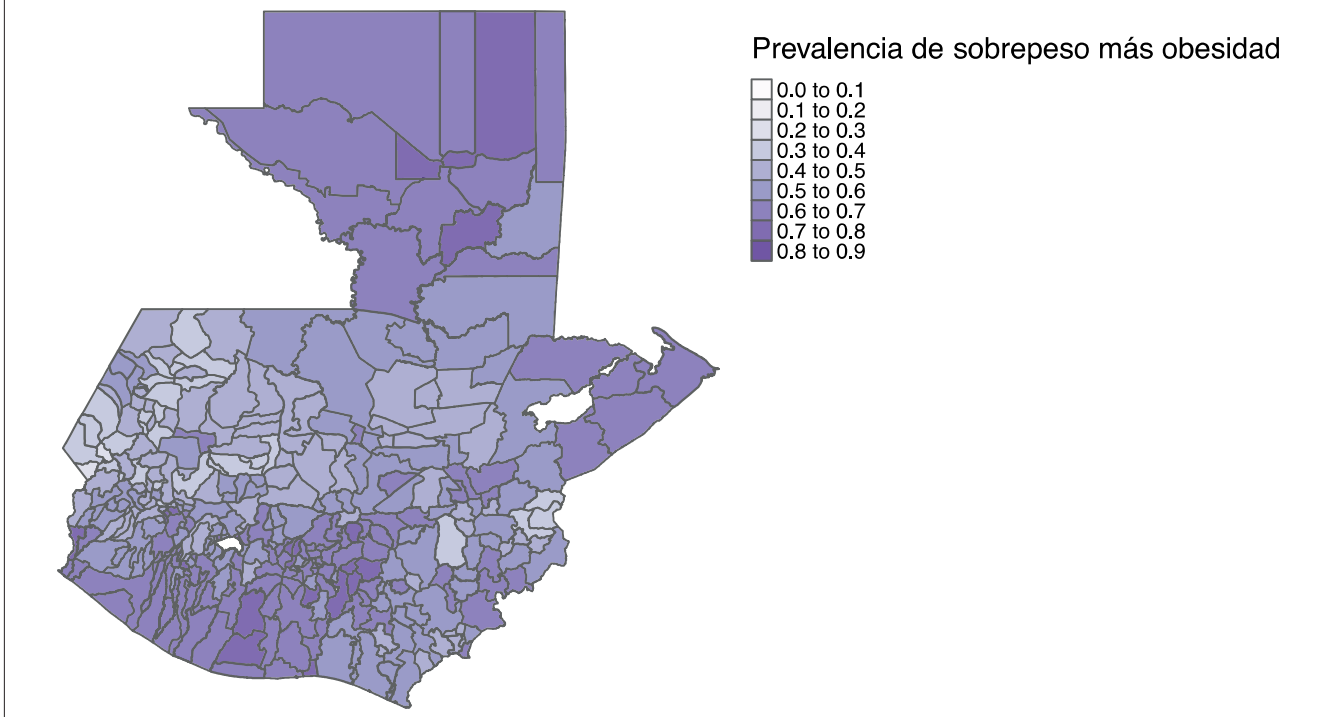 Prevalencia de sobrepeso más obesidad
0.0 to 0.1
0.1 to 0.2
0.2 to 0.3
0.3 to 0.4
0.4 to 0.5
0.5 to 0.6
0.6 to 0.7
0.7 to 0.8
0.8 to 0.9